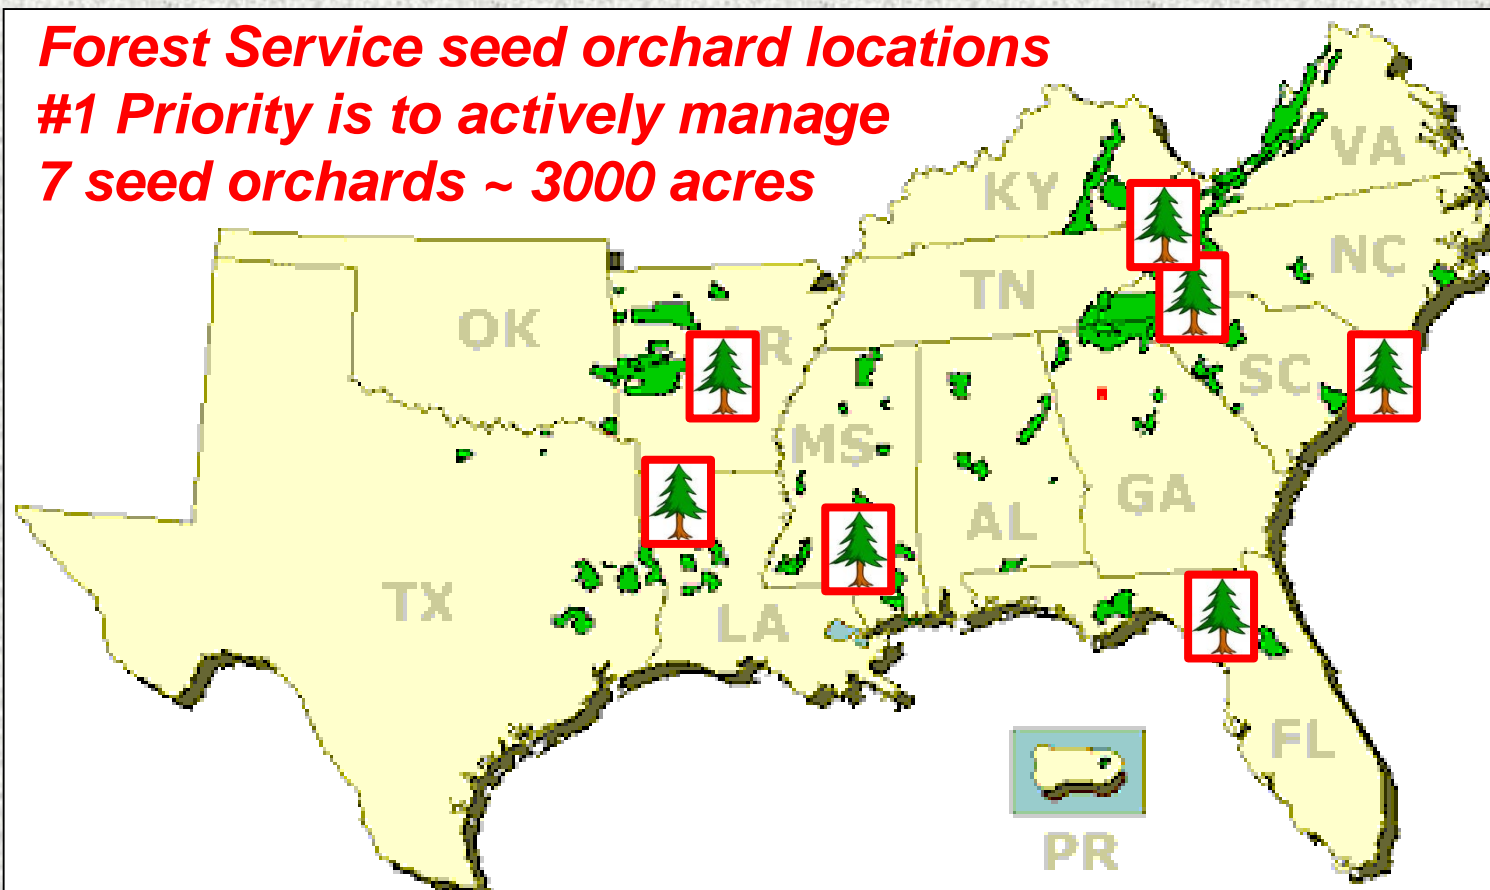 Forest Service seed orchard locations
#1 Priority is to actively manage
7 seed orchards ~ 3000 acres
VA
KY
NC
TN
OK
R
SC
MS
GA
AL
TX
LA
FL
PR